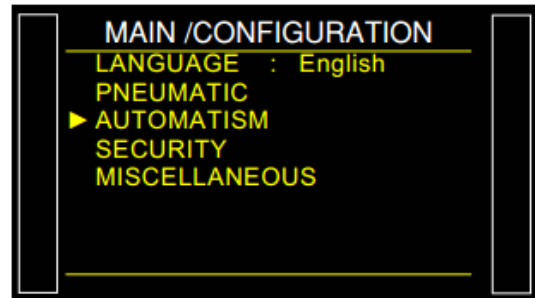 MAIN /CONFIGURATION
LANGUAGE : English
PNEUMATIC
► AUTOMATISM
SECURITY
MISCELLANEOUS